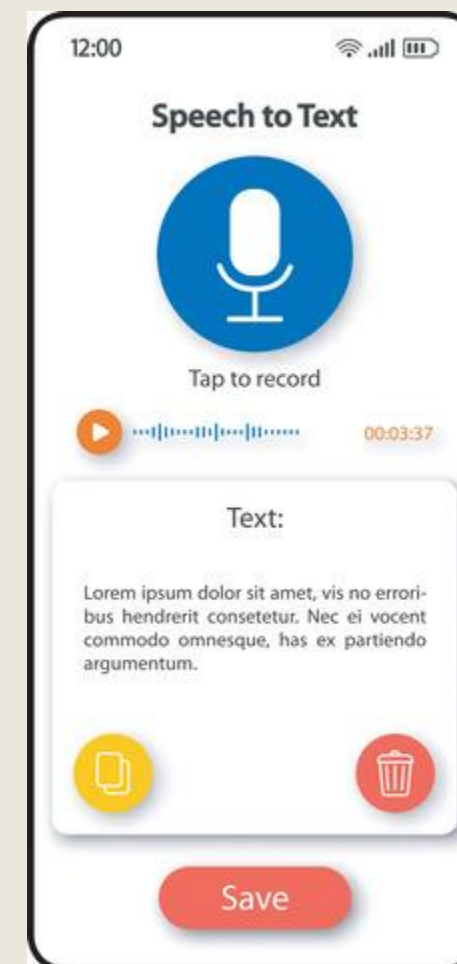 12:00
Speech to Text
Tap to record
00:03:37
Text:
Lorem ipsum dolor sit amet, vis no errori-
bus hendrerit consetetur. Nec ei vocent
commodo omnesque, has ex partiendo
argumentum.
Save